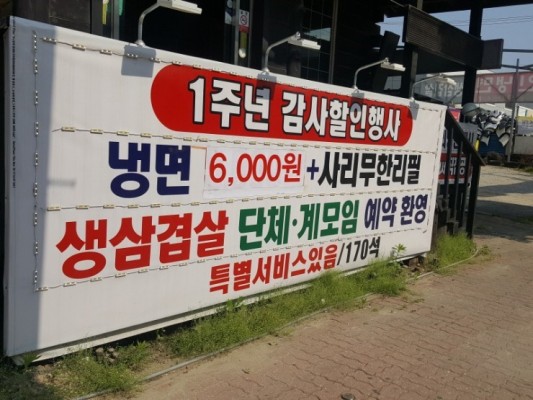 1주년 감사할인행사
냉면 6,000원+사리무한리필
생삼겹살 단체·계모임 예약 환영
특별서비스있음/170석